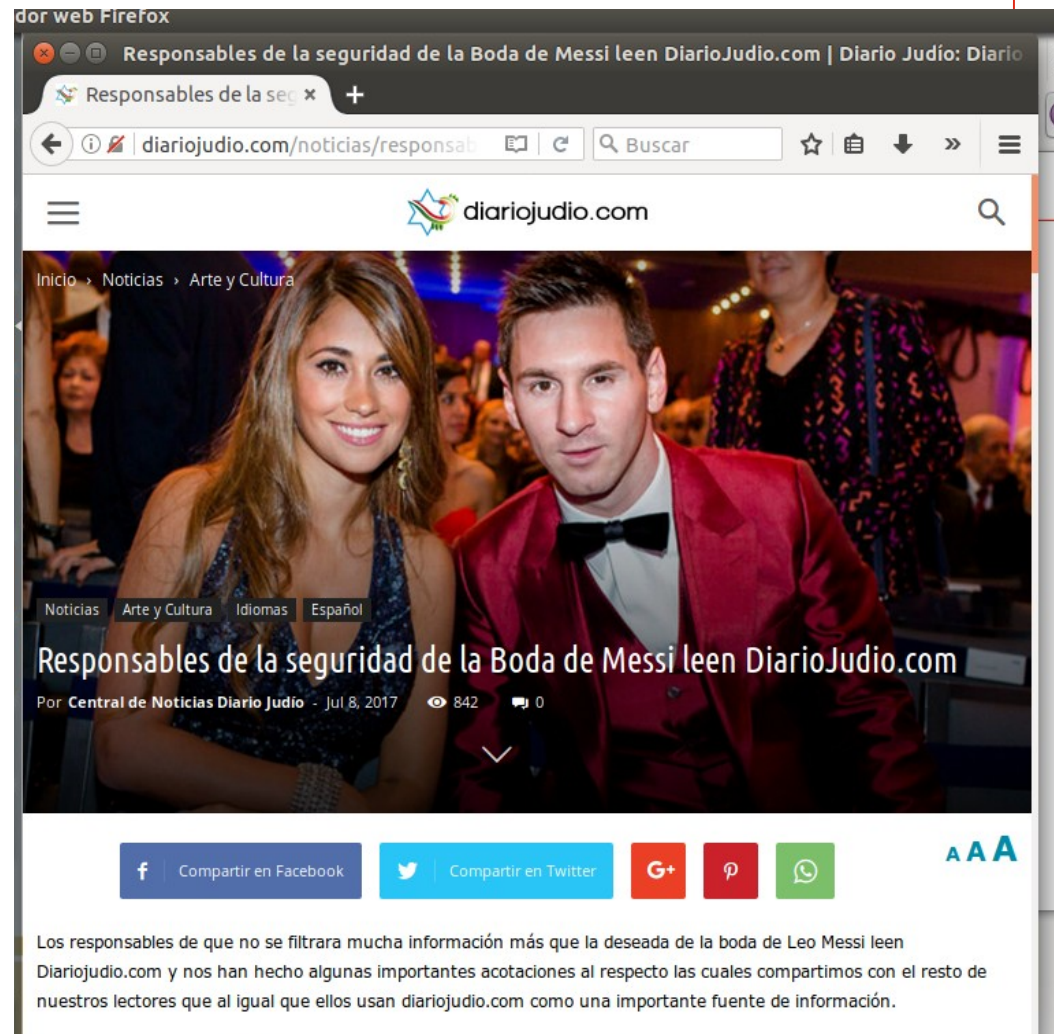 dor web Firefox
Responsables de la seguridad de la Boda de Messi leen DiarioJudio.com | Diario Judío: Diario
Responsables de la seg
diariojudio.com/noticias/responsab
Buscar
diariojudio.com
Inicio › Noticias › Arte y Cultura
Noticias Arte y Cultura Idiomas Español
Responsables de la seguridad de la Boda de Messi leen DiarioJudio.com
Por Central de Noticias Diario Judío - Jul 8, 2017 842 0
f Compartir en Facebook Compartir en Twitter G+
A A A
Los responsables de que no se filtrara mucha información más que la deseada de la boda de Leo Messi leen
Diariojudio.com y nos han hecho algunas importantes acotaciones al respecto las cuales compartimos con el resto de
nuestros lectores que al igual que ellos usan diariojudio.com como una importante fuente de información.